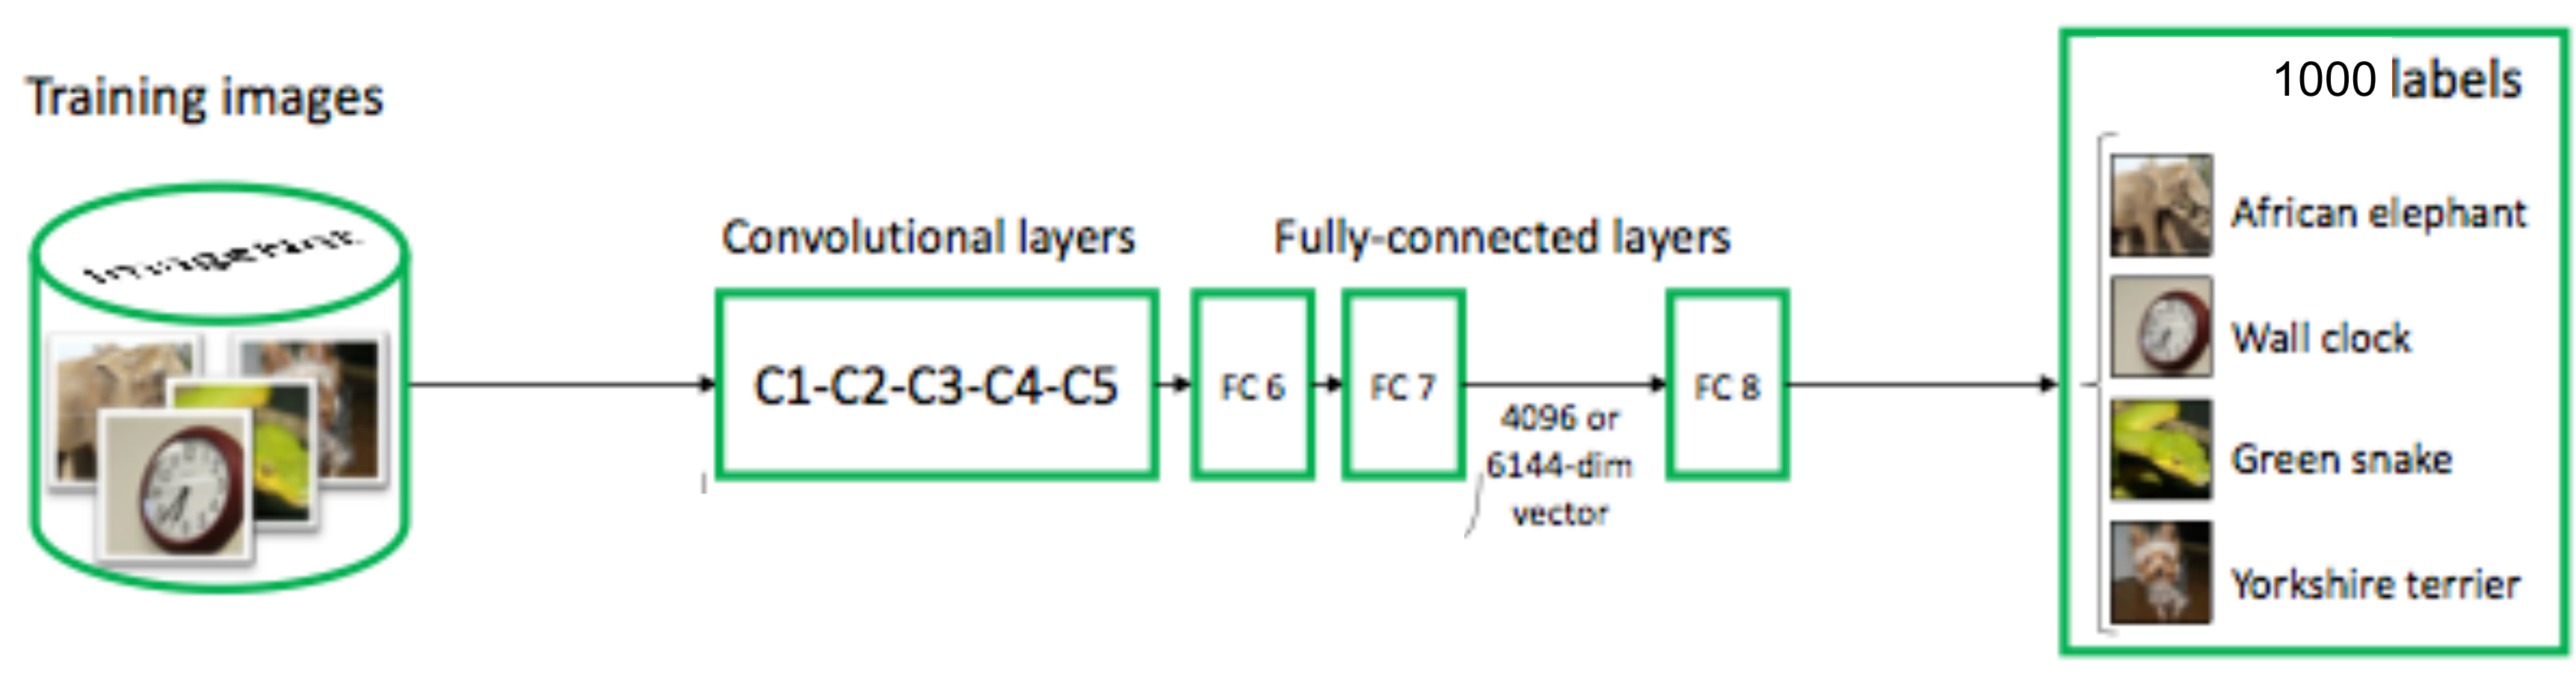 Training images
Convolutional layers
C1-C2-C3-C4-C5
Fully-connected layers
FC 6
FC 7
4096 or
6144-dim
vector
FC 8
1000 labels
African elephant
Wall clock
Green snake
Yorkshire terrier